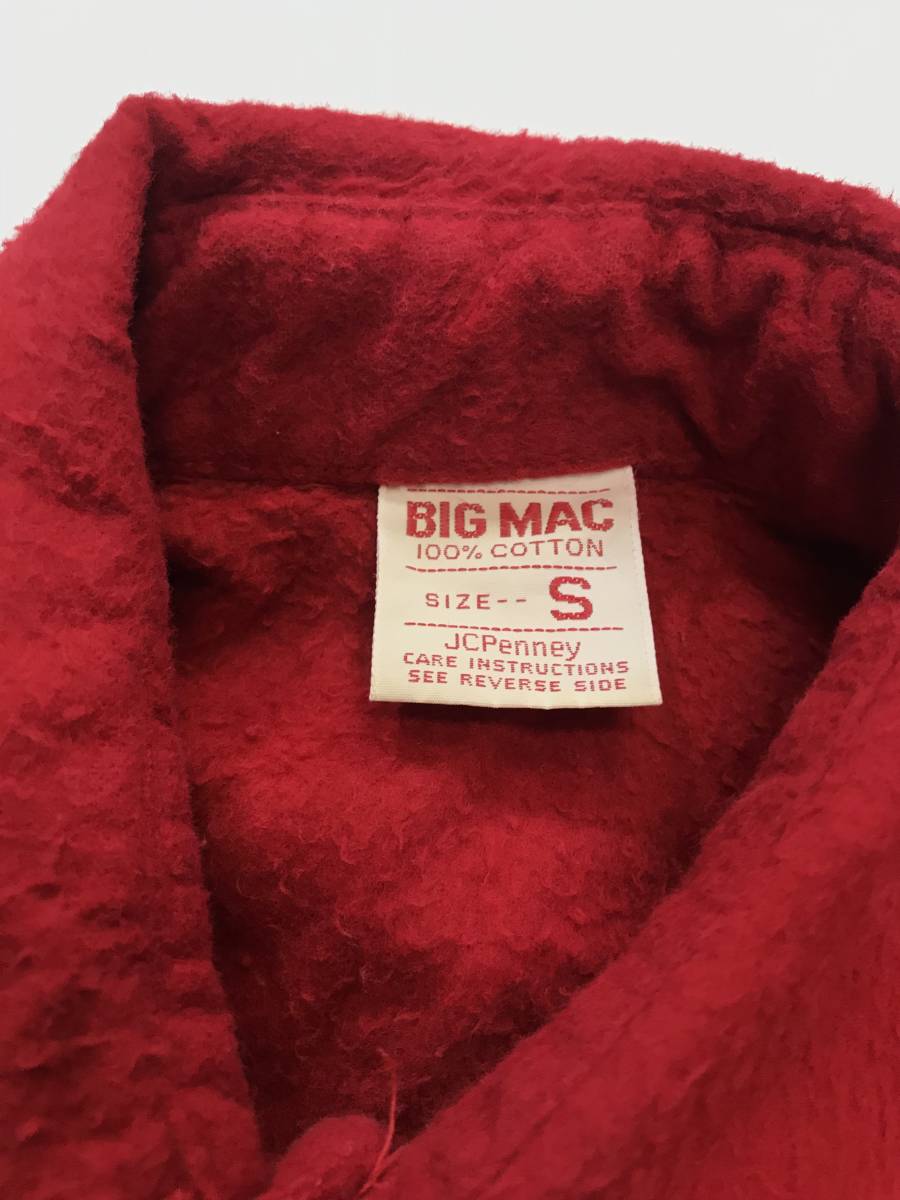 BIG MAC
100% COTTON
SIZE-- S
JCPenney
CARE INSTRUCTIONS
SEE REVERSE SIDE